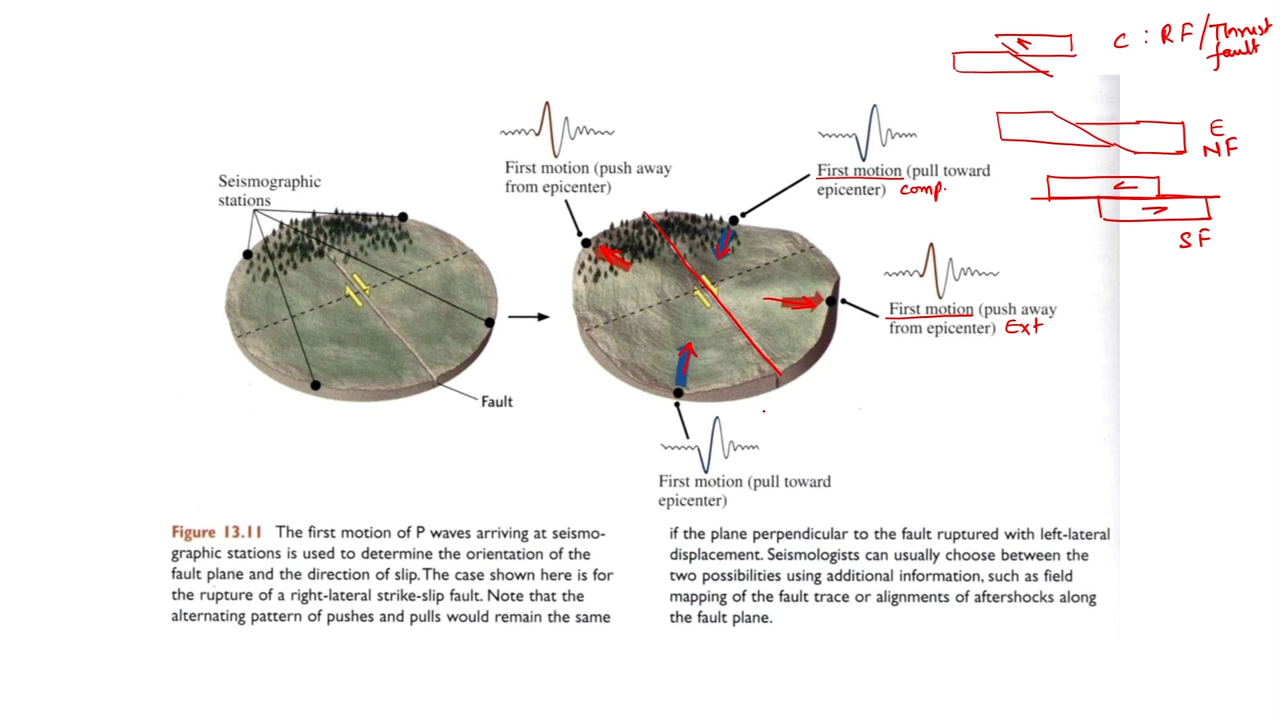 C : RF/Thrust
fault
E
NF
SF
First motion (push away
from epicenter)
First motion (pull toward
epicenter) comp.
Seismographic
stations
First motion (push away
from epicenter) Ext
Fault
First motion (pull toward
epicenter)
Figure 13.11 The first motion of P waves arriving at seismo-
graphic stations is used to determine the orientation of the
fault plane and the direction of slip. The case shown here is for
the rupture of a right-lateral strike-slip fault. Note that the
alternating pattern of pushes and pulls would remain the same
if the plane perpendicular to the fault ruptured with left-lateral
displacement. Seismologists can usually choose between the
two possibilities using additional information, such as field
mapping of the fault trace or alignments of aftershocks along
the fault plane.